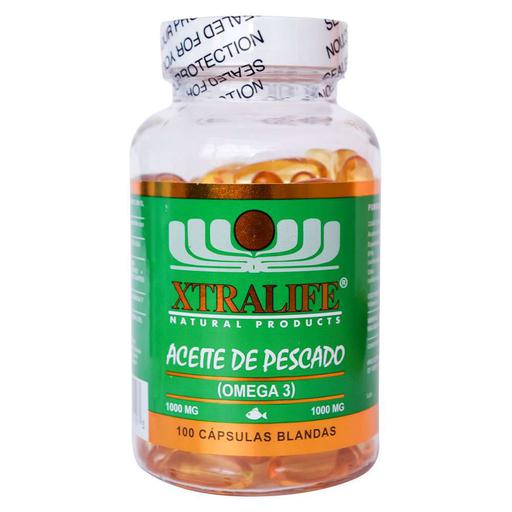 SEALED FOR YOUR PROTECTION
XTRALIFE®
NATURAL PRODUCTS
ACEITE DE PESCADO
(OMEGA 3)
1000 MG 1000 MG
100 CÁPSULAS BLANDAS